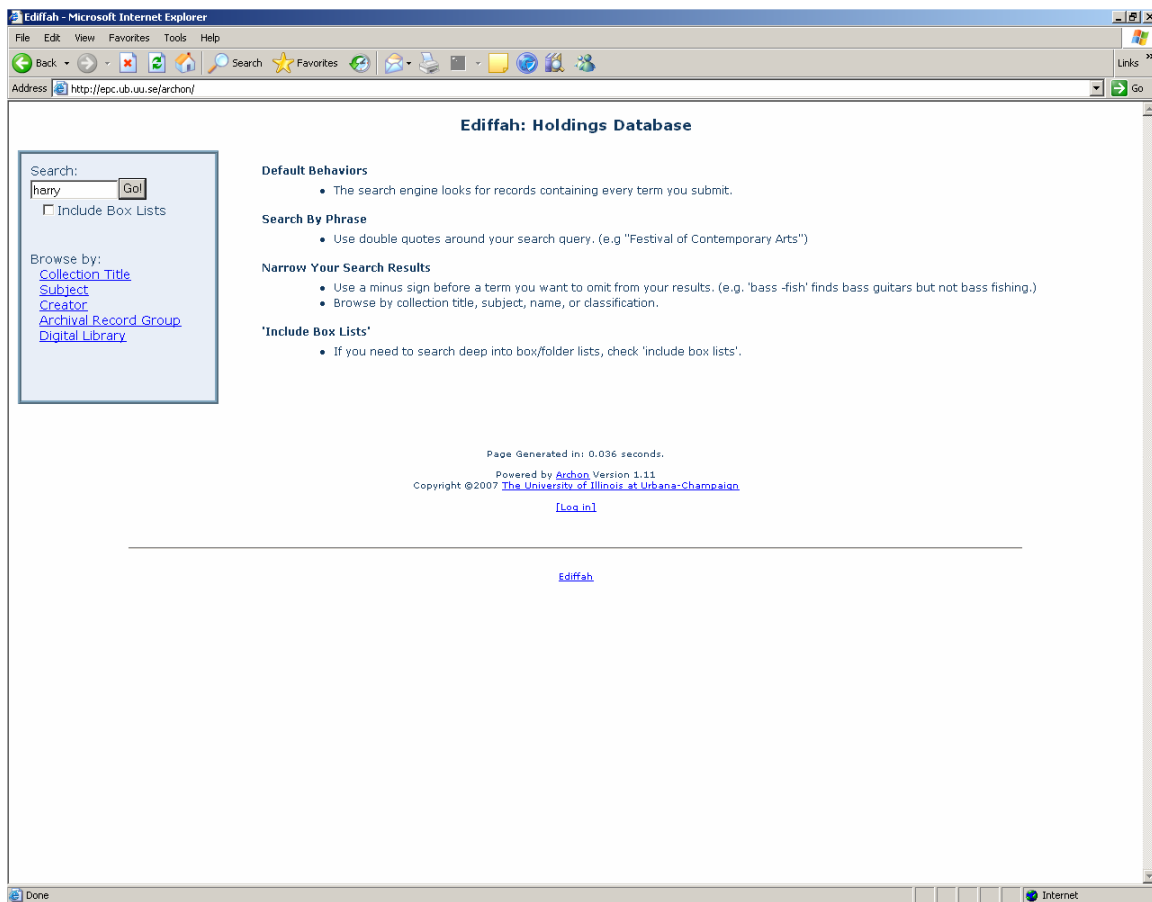 Ediffah - Microsoft Internet Explorer
File Edit View Favorites Tools Help
Back Search Favorites Links »
Address http://epc.ub.uu.se/archon/ Go
Ediffah: Holdings Database
Search:
harry Go!
Include Box Lists
Browse by:
Collection Title
Subject
Creator
Archival Record Group
Digital Library
Default Behaviors
• The search engine looks for records containing every term you submit.
Search By Phrase
• Use double quotes around your search query. (e.g "Festival of Contemporary Arts")
Narrow Your Search Results
• Use a minus sign before a term you want to omit from your results. (e.g. 'bass -fish' finds bass guitars but not bass fishing.)
• Browse by collection title, subject, name, or classification.
'Include Box Lists'
• If you need to search deep into box/folder lists, check 'include box lists'.
Page Generated in: 0.036 seconds.
Powered by Archon Version 1.11
Copyright ©2007 The University of Illinois at Urbana-Champaign
[Log in]
Ediffah
Done Internet